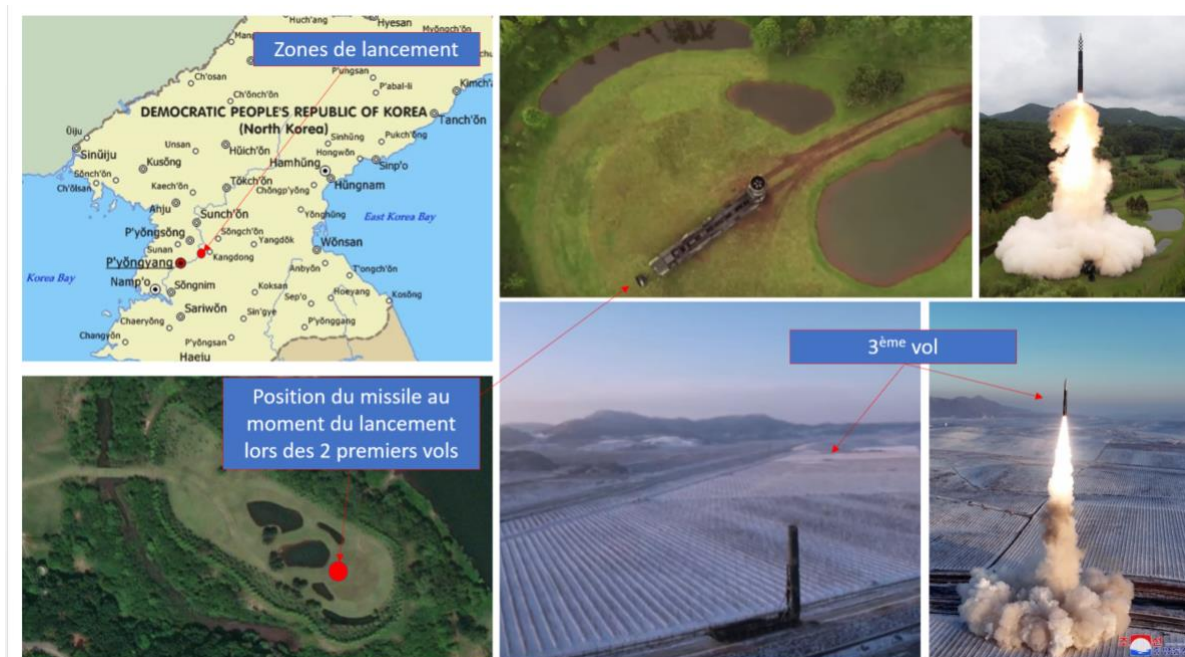 Huch'ang
Hyesan
Myŏngch'ŏn
Zones de lancement
Ch'osan
P'ungsan
Kimch'
P'abal-li
Ch'ŏnch'ŏn
DEMOCRATIC PEOPLE'S REPUBLIC OF KOREA
(North Korea)
Tanch'ŏn
Ŭiju
Unsan
Sinhŭng
Pukch'ŏng
Sinŭiju
Hŭich'ŏn
Hongwŏn
Kusŏng
Hamhŭng
Sinp'o
Sŏnch'ŏn
Ch'ŏlsan
Kaech'ŏn
Tŏkch'ŏn
Chŏngp'yŏng
Hŭngnam
Anju
Sunch'ŏn
Yŏnghŭng
East Korea Bay
P'yŏngsŏng
Sŏngch'ŏn
Yangdŏk
Wŏnsan
Sunan
Kangdong
P'yŏngyang
Anbyŏn
T'ongch'ŏn
Korea Bay
Namp'o
Sŏngnim
Koksan
Hoeyang
Sep'o
Kosŏng
Sariwŏn
Chaeryŏng
Sin'gye
P'yŏnggang
Changyŏn
P'yŏngsan
Haeju
3ème vol
Position du missile au
moment du lancement
lors des 2 premiers vols